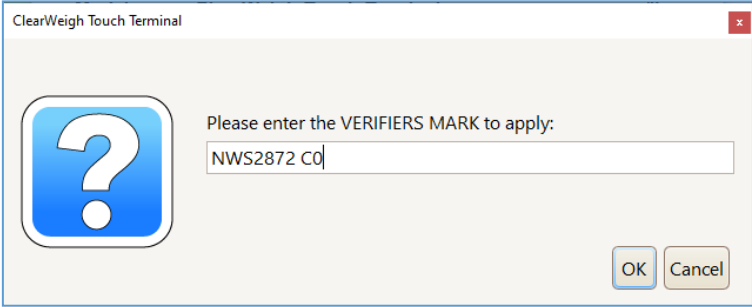 ClearWeigh Touch Terminal
x
Please enter the VERIFIERS MARK to apply:
NWS2872 C0
OK
Cancel